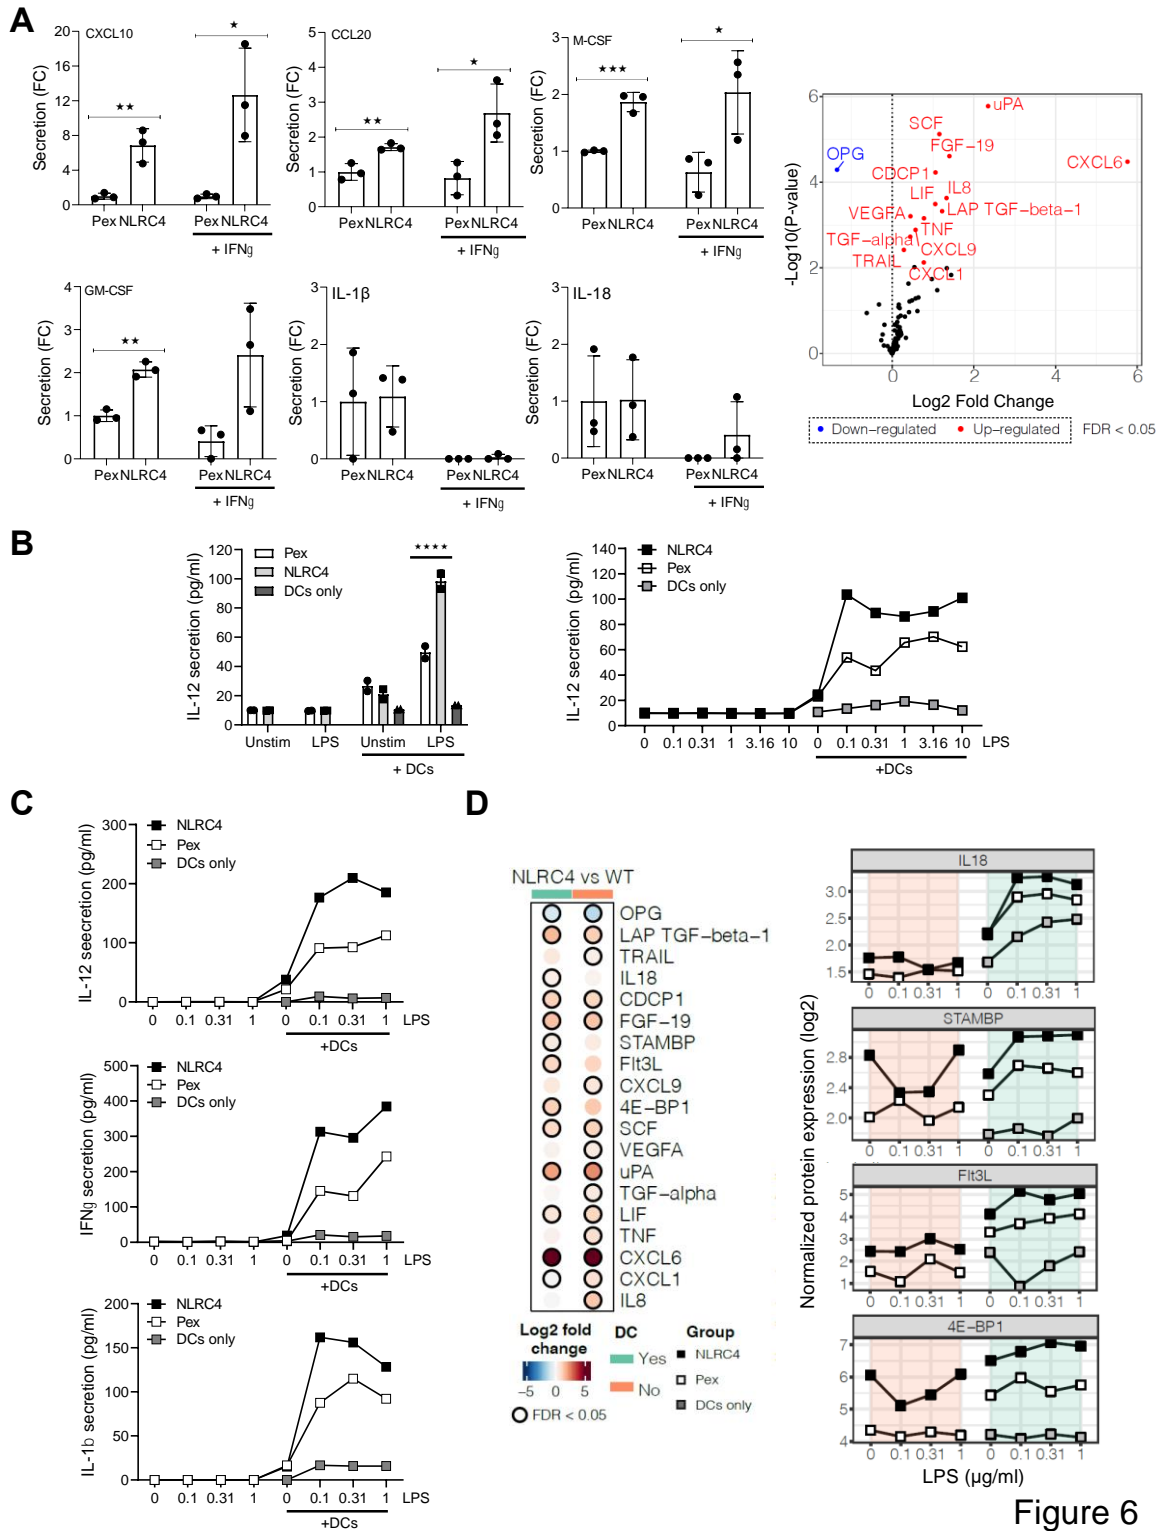 A
CXCL10
Secretion (FC)
20
16
12
8
4
0
★★
★
Pex NLRC4
Pex NLRC4
+ IFNg
CCL20
Secretion (FC)
5
4
3
2
1
0
★★
★
Pex NLRC4
Pex NLRC4
+ IFNg
M-CSF
Secretion (FC)
3
2
1
0
★★★
★
Pex NLRC4
Pex NLRC4
+ IFNg
GM-CSF
Secretion (FC)
4
3
2
1
0
★★
Pex NLRC4
Pex NLRC4
+ IFNg
IL-1β
Secretion (FC)
3
2
1
0
Pex NLRC4
Pex NLRC4
+ IFNg
IL-18
Secretion (FC)
3
2
1
0
Pex NLRC4
Pex NLRC4
+ IFNg
-Log10(P-value)
6
4
2
0
uPA
SCF
FGF-19
OPG
CXCL6
CDCP1
LIF
IL8
LAP TGF-beta-1
VEGFA
TNF
TGF-alpha
CXCL9
TRAIL
CXCL1
0 2 4 6
Log2 Fold Change
Down-regulated Up-regulated FDR < 0.05
B
IL-12 secretion (pg/ml)
120
100
80
60
40
20
0
Pex
NLRC4
DCs only
★★★★
Unstim LPS Unstim LPS
+ DCs
IL-12 secretion (pg/ml)
140
120
100
80
60
40
20
0
NLRC4
Pex
DCs only
0 0.1 0.31 1 3.16 10 0 0.1 0.31 1 3.16 10 LPS
+DCs
C
IL-12 seecretion (pg/ml)
300
200
100
0
NLRC4
Pex
DCs only
0 0.1 0.31 1 0 0.1 0.31 1 LPS
+DCs
IFNg secretion (pg/ml)
500
400
300
200
100
0
NLRC4
Pex
DCs only
0 0.1 0.31 1 0 0.1 0.31 1 LPS
+DCs
IL-1b secretion (pg/ml)
200
150
100
50
0
NLRC4
Pex
DCs only
0 0.1 0.31 1 0 0.1 0.31 1 LPS
+DCs
D
NLRC4 vs WT
OPG
LAP TGF-beta-1
TRAIL
IL18
CDCP1
FGF-19
STAMBP
Flt3L
CXCL9
4E-BP1
SCF
VEGFA
uPA
TGF-alpha
LIF
TNF
CXCL6
CXCL1
IL8
Log2 fold
change
-5 0 5
FDR < 0.05
DC
Yes
No
Group
NLRC4
Pex
DCs only
Normalized protein expression (log2)
IL18
3.0
2.5
2.0
1.5
0 0.1 0.31 1 0 0.1 0.31 1
STAMBP
2.8
2.4
2.0
0 0.1 0.31 1 0 0.1 0.31 1
Flt3L
5
4
3
2
1
0 0.1 0.31 1 0 0.1 0.31 1
4E-BP1
7
6
5
4
0 0.1 0.31 1 0 0.1 0.31 1
LPS (µg/ml)
Figure 6